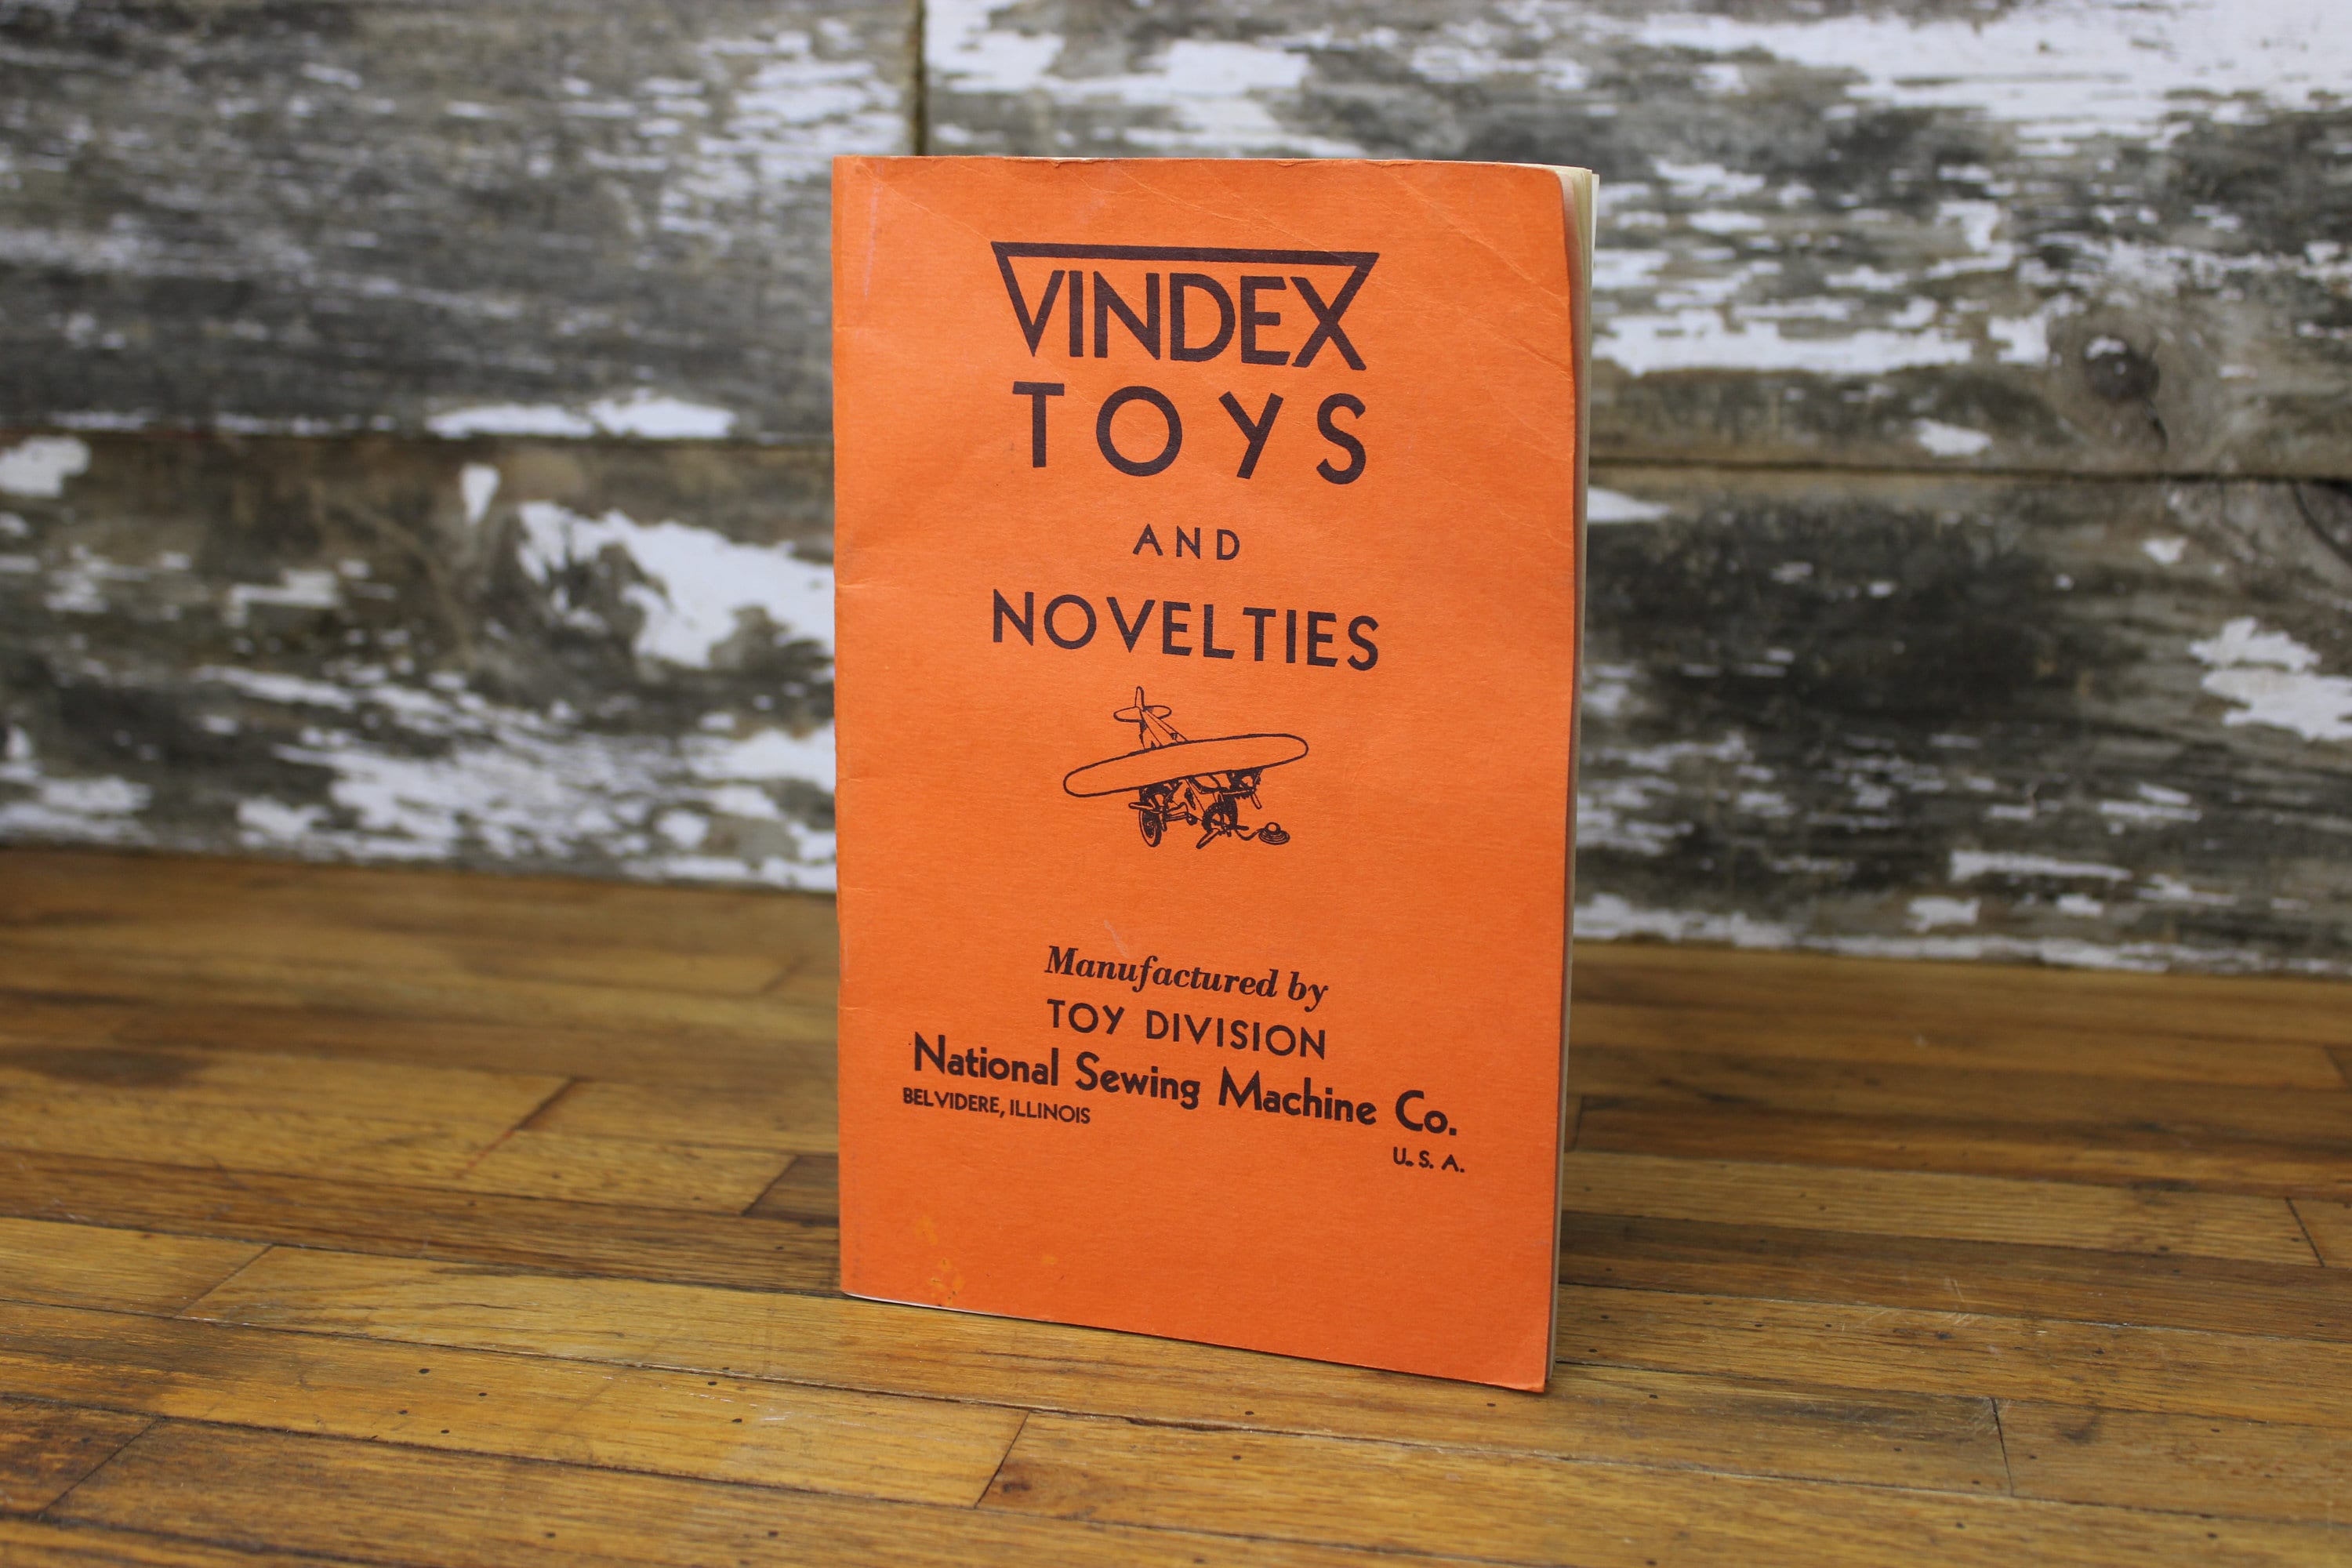 VINDEX
TOYS
AND
NOVELTIES
Manufactured by
TOY DIVISION
National Sewing Machine Co.
BELVIDERE, ILLINOIS
U.S.A.